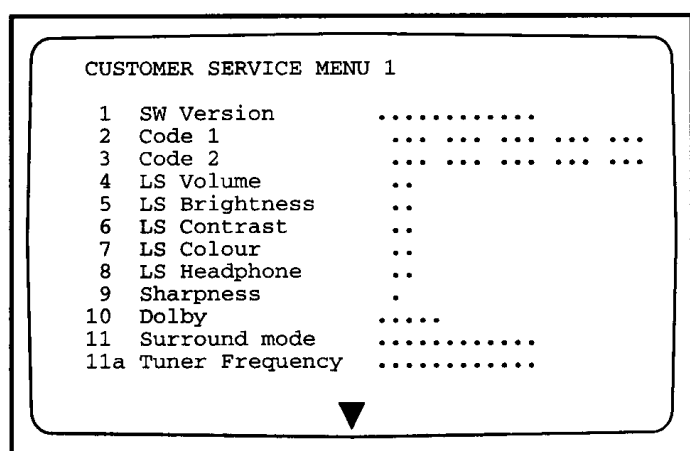 CUSTOMER SERVICE MENU 1
1 SW Version ............
2 Code 1 ... ... ... ... ...
3 Code 2 ... ... ... ... ...
4 LS Volume ..
5 LS Brightness ..
6 LS Contrast ..
7 LS Colour ..
8 LS Headphone ..
9 Sharpness .
10 Dolby .....
11 Surround mode ............
11a Tuner Frequency ............